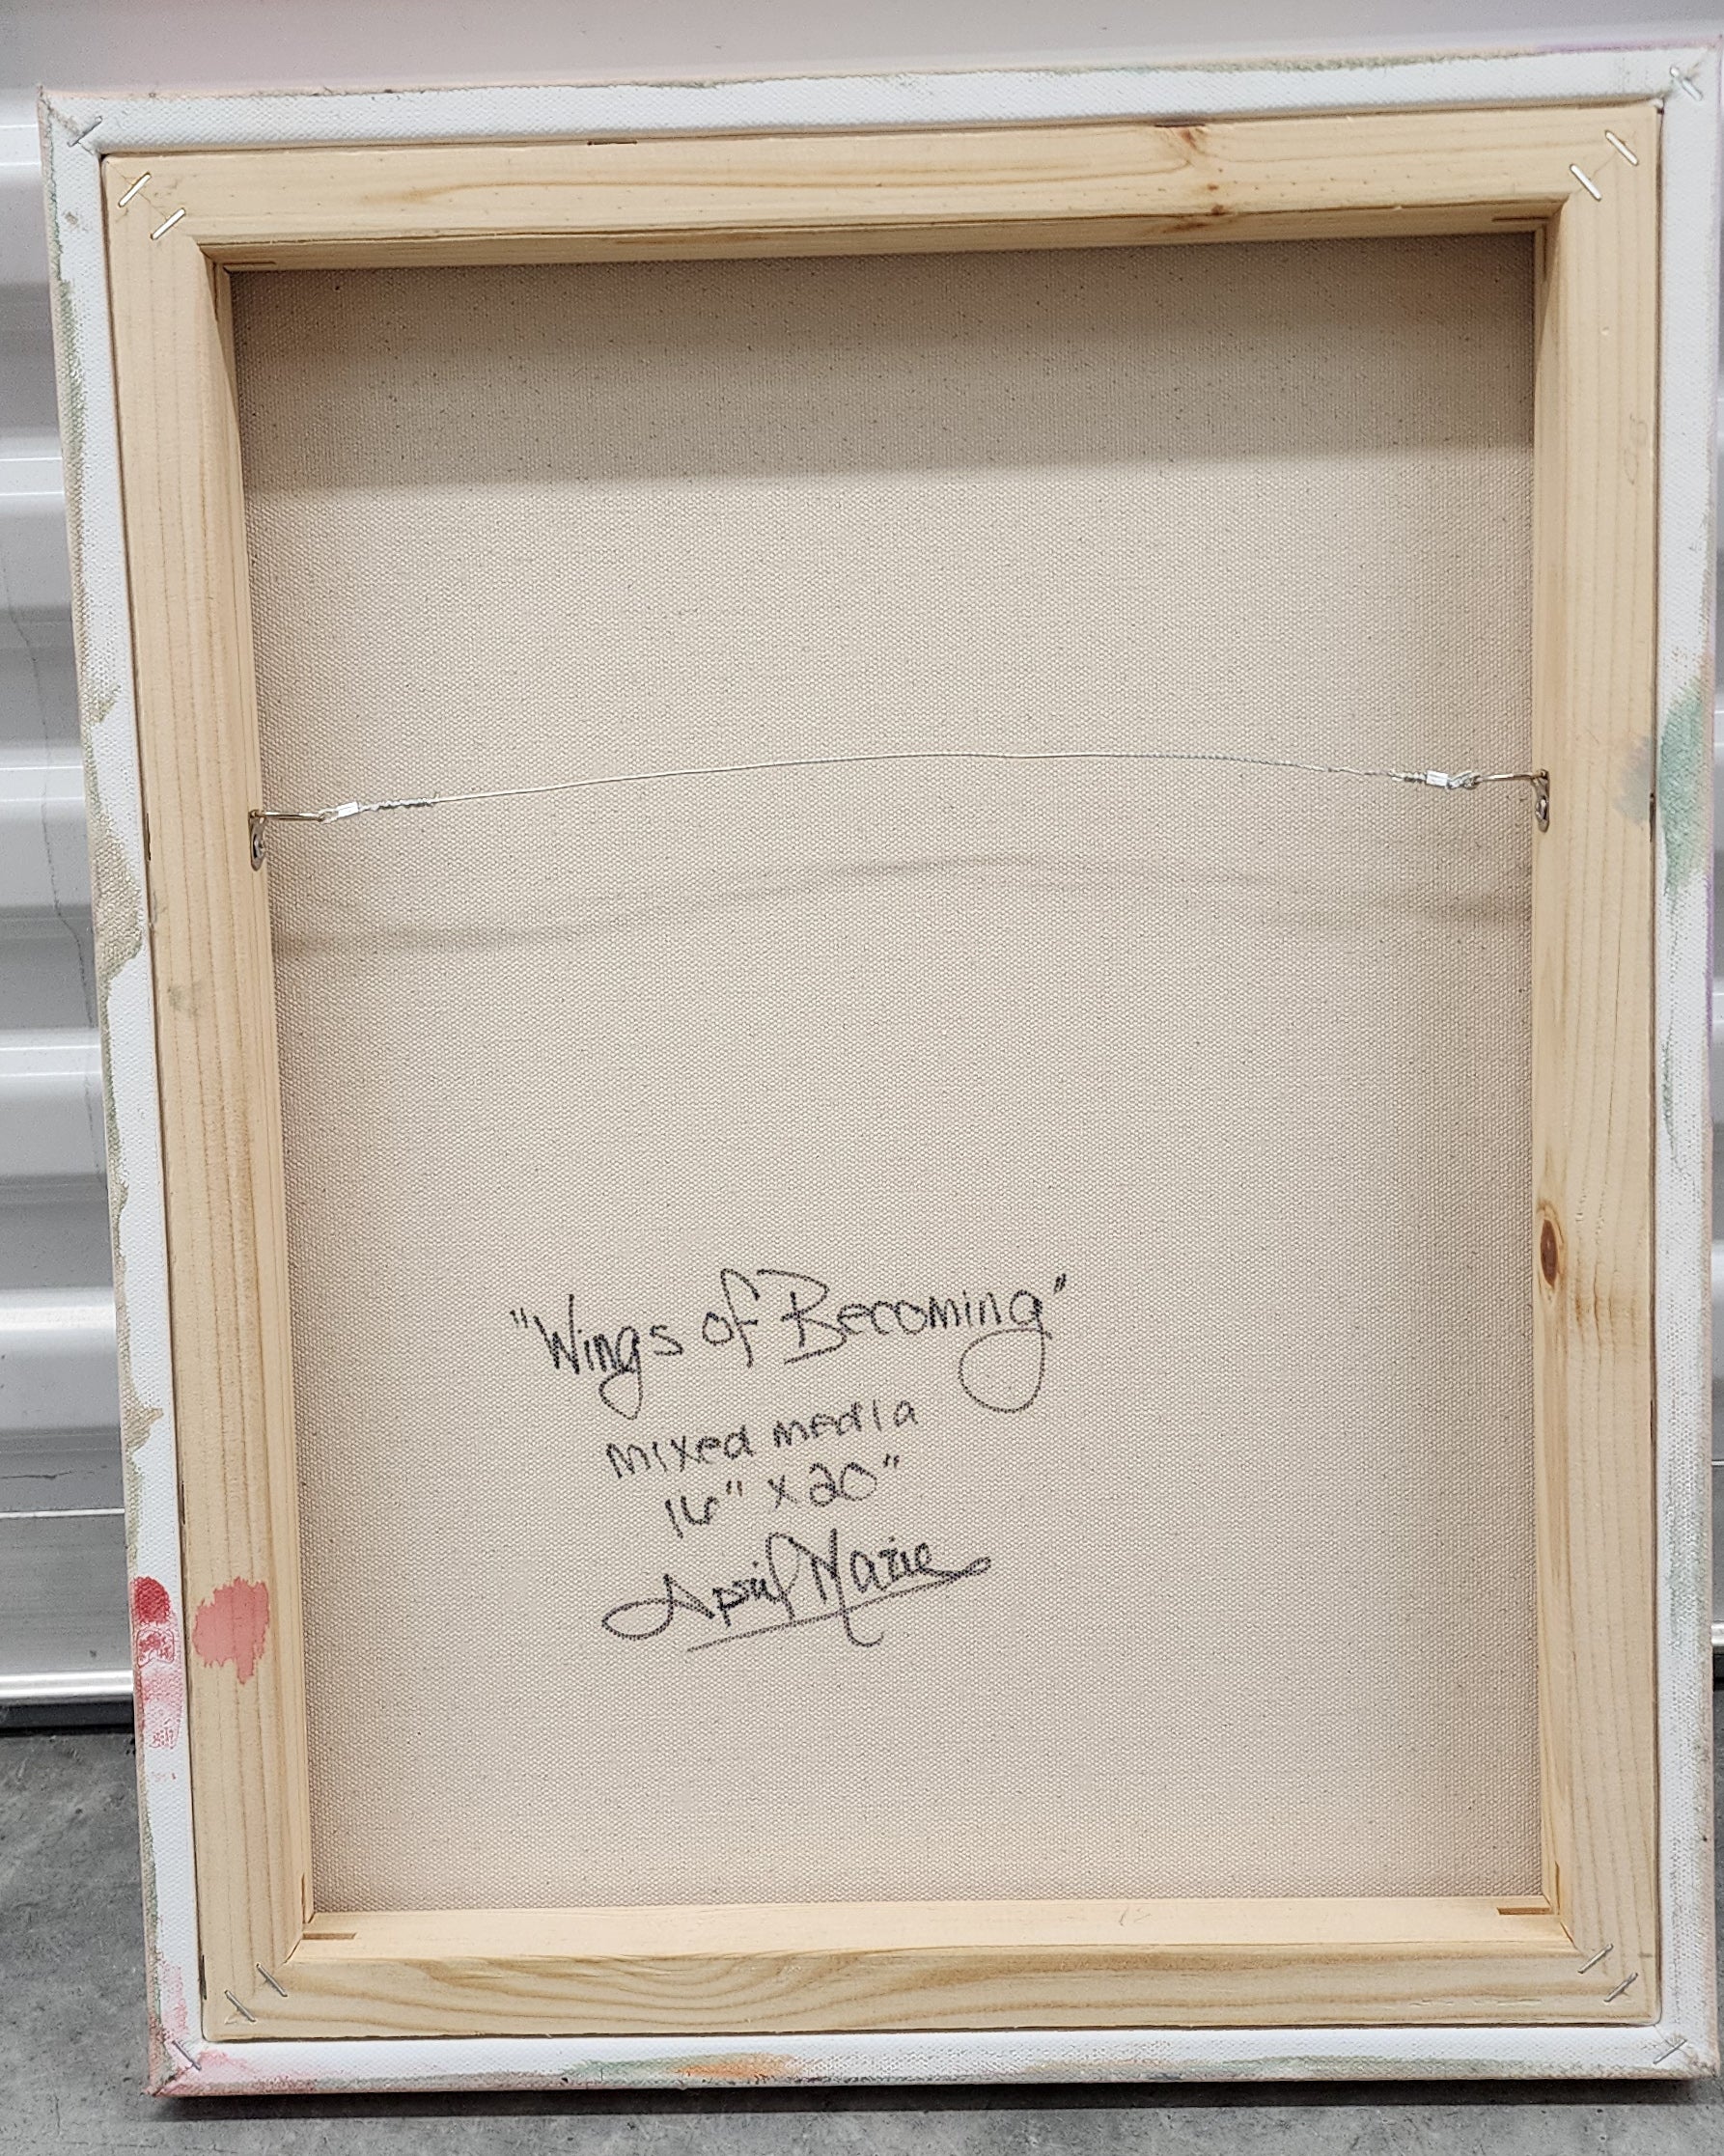 "Wings of Becoming"
mixed media
16" x 20"
April Marie